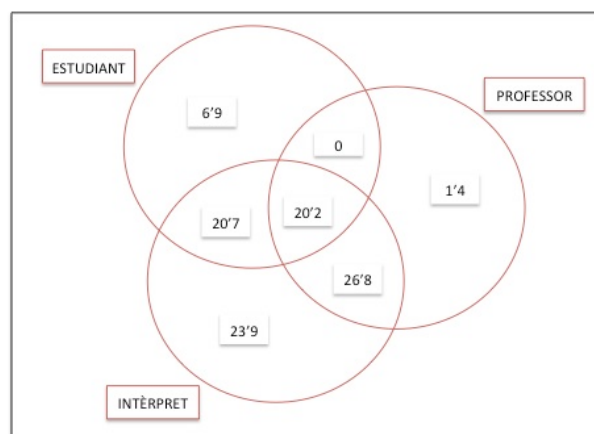 ESTUDIANT
PROFESSOR
6’9
0
1’4
20’7
20’2
26’8
23’9
INTÈRPRET